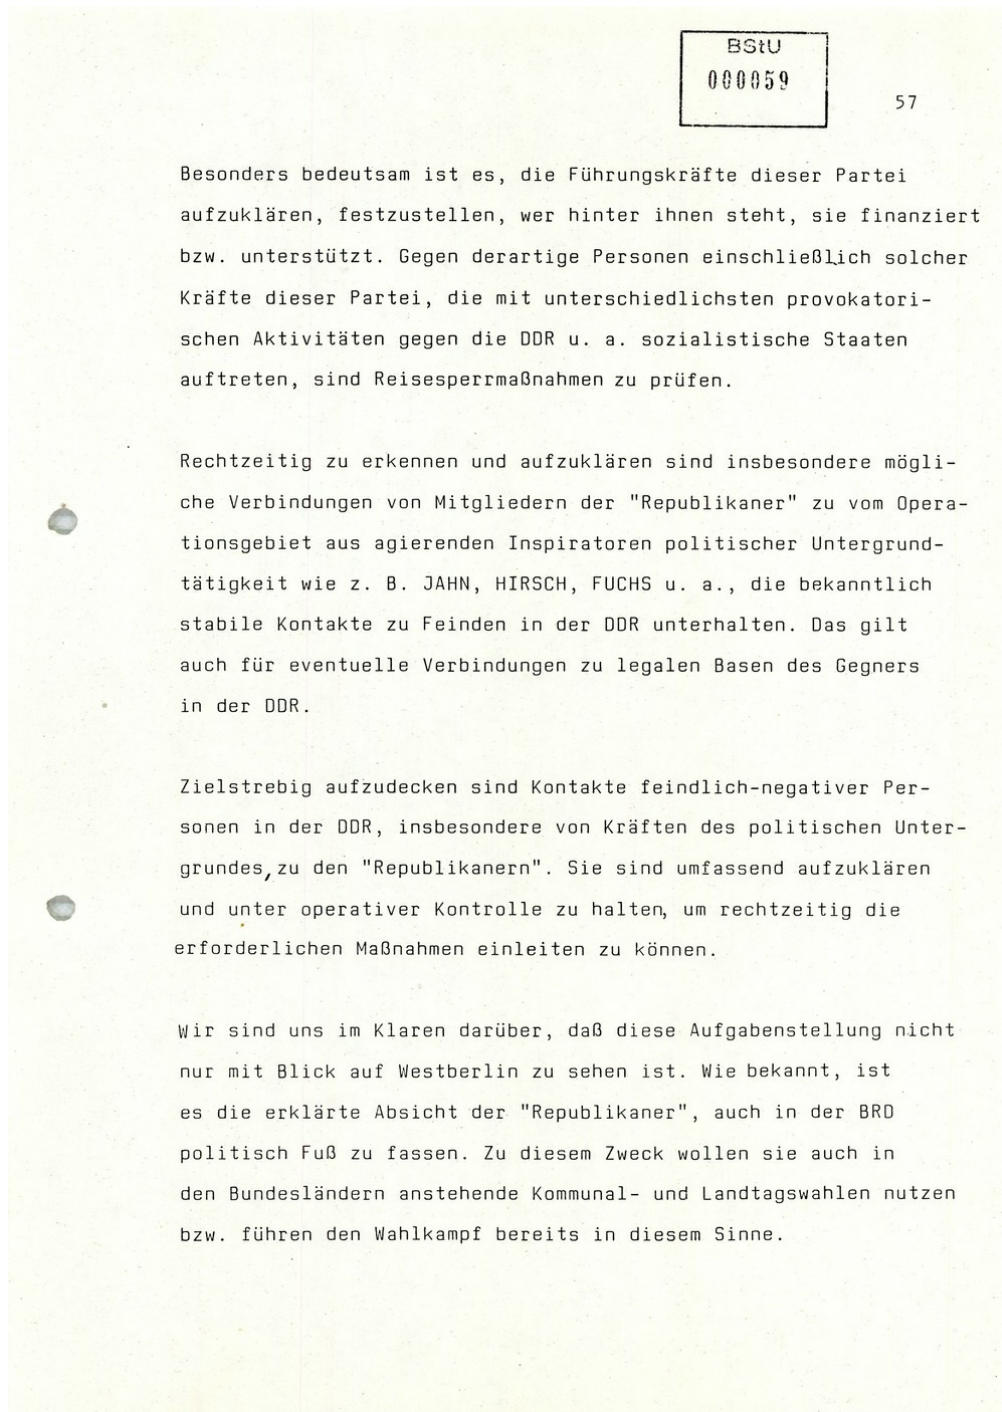 BStU
000059
57
Besonders bedeutsam ist es, die Führungskräfte dieser Partei
aufzuklären, festzustellen, wer hinter ihnen steht, sie finanziert
bzw. unterstützt. Gegen derartige Personen einschließlich solcher
Kräfte dieser Partei, die mit unterschiedlichsten provokatori-
schen Aktivitäten gegen die DDR u. a. sozialistische Staaten
auftreten, sind Reisesperrmaßnahmen zu prüfen.
Rechtzeitig zu erkennen und aufzuklären sind insbesondere mögli-
che Verbindungen von Mitgliedern der "Republikaner" zu vom Opera-
tionsgebiet aus agierenden Inspiratoren politischer Untergrund-
tätigkeit wie z. B. JAHN, HIRSCH, FUCHS u. a., die bekanntlich
stabile Kontakte zu Feinden in der DDR unterhalten. Das gilt
auch für eventuelle Verbindungen zu legalen Basen des Gegners
in der DDR.
Zielstrebig aufzudecken sind Kontakte feindlich-negativer Per-
sonen in der DDR, insbesondere von Kräften des politischen Unter-
grundes, zu den "Republikanern". Sie sind umfassend aufzuklären
und unter operativer Kontrolle zu halten, um rechtzeitig die
erforderlichen Maßnahmen einleiten zu können.
Wir sind uns im Klaren darüber, daß diese Aufgabenstellung nicht
nur mit Blick auf Westberlin zu sehen ist. Wie bekannt, ist
es die erklärte Absicht der "Republikaner", auch in der BRD
politisch Fuß zu fassen. Zu diesem Zweck wollen sie auch in
den Bundesländern anstehende Kommunal- und Landtagswahlen nutzen
bzw. führen den Wahlkampf bereits in diesem Sinne.